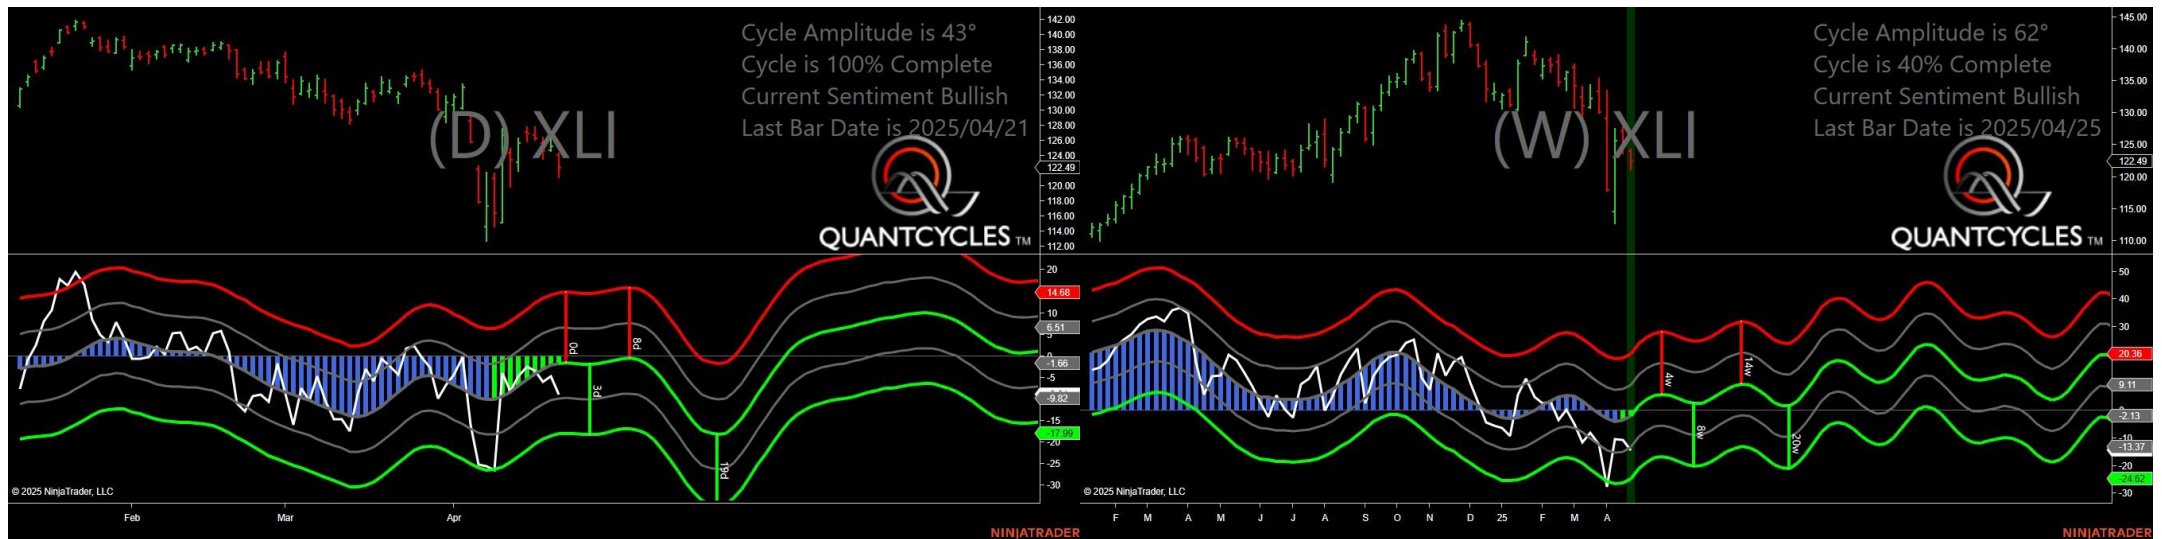 Cycle Amplitude is 43°
Cycle is 100% Complete
Current Sentiment Bullish
Last Bar Date is 2025/04/21
(D) XLI
QUANTCYCLES TM
142.00
140.00
138.00
136.00
134.00
132.00
130.00
128.00
126.00
124.00
122.49
120.00
118.00
116.00
114.00
112.00
20
14.68
10
6.51
-1.66
-5
-9.82
-15
-17.99
-20
-25
-30
0d
8d
3d
19d
© 2025 NinjaTrader, LLC
Feb Mar Apr
NINJATRADER
Cycle Amplitude is 62°
Cycle is 40% Complete
Current Sentiment Bullish
Last Bar Date is 2025/04/25
(W) XLI
QUANTCYCLES TM
145.00
140.00
135.00
130.00
125.00
122.49
120.00
115.00
110.00
50
40
30
20.36
9.11
-2.13
-10
-13.37
-20
-24.62
-30
4w
14w
8w
20w
© 2025 NinjaTrader, LLC
F M A M J J A S O N D 25 F M A
NINJATRADER